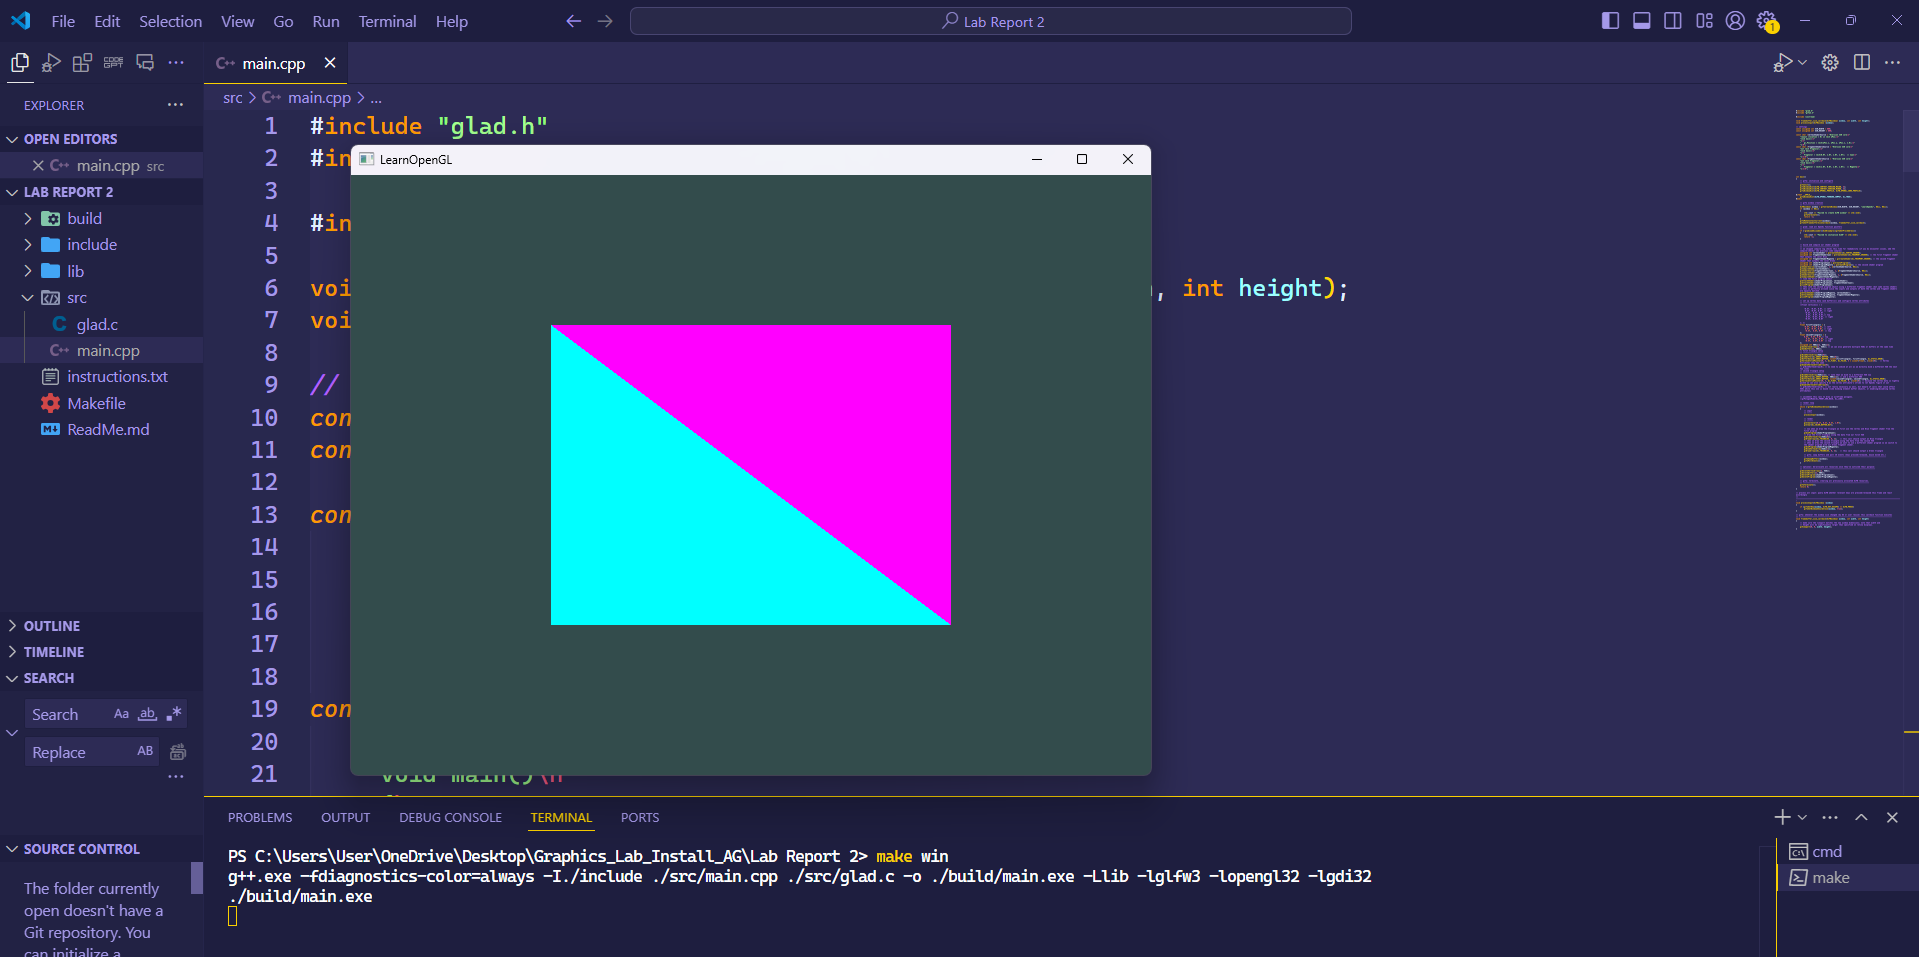 File Edit Selection View Go Run Terminal Help
Lab Report 2
1
main.cpp
EXPLORER
src > main.cpp > ...
OPEN EDITORS
main.cpp src
LAB REPORT 2
build
include
lib
src
glad.c
main.cpp
instructions.txt
Makefile
ReadMe.md
OUTLINE
TIMELINE
SEARCH
Search Aa ab
Replace AB
SOURCE CONTROL
The folder currently
open doesn't have a
Git repository. You
can initialize a
1 #include "glad.h"
2 #in
3
4 #in
5
6 voi , int height);
7 voi
8
9 //
10 con
11 con
12
13 con
14
15
16
17
18
19 con
20
21 void main()\n
LearnOpenGL
PROBLEMS OUTPUT DEBUG CONSOLE TERMINAL PORTS
PS C:\Users\User\OneDrive\Desktop\Graphics_Lab_Install_AG\Lab Report 2> make win
g++.exe -fdiagnostics-color=always -I./include ./src/main.cpp ./src/glad.c -o ./build/main.exe -Llib -lglfw3 -lopengl32 -lgdi32
./build/main.exe
cmd
make